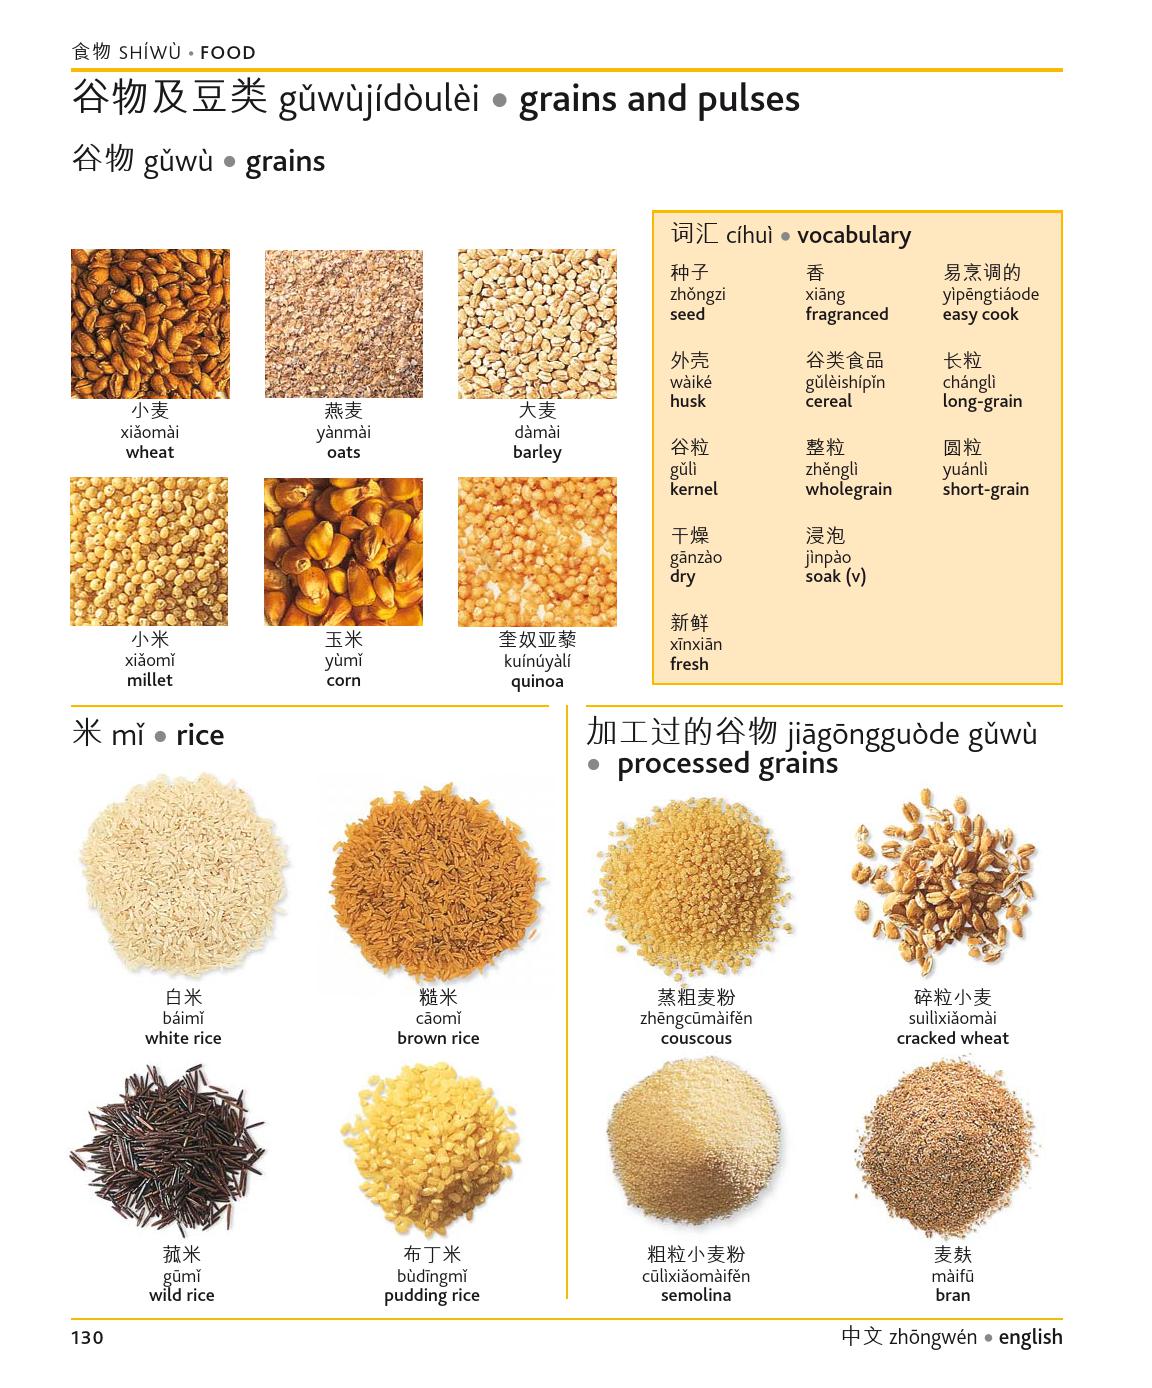 食物 SHÍWÙ • FOOD
谷物及豆类 gǔwùjídòulèi • grains and pulses
谷物 gǔwù • grains
小麦
xiǎomài
wheat
燕麦
yànmài
oats
大麦
dàmài
barley
小米
xiǎomǐ
millet
玉米
yùmǐ
corn
奎奴亚藜
kuínúyàlí
quinoa
词汇 cíhuì • vocabulary
种子
zhǒngzi
seed
外壳
wàiké
husk
谷粒
gǔlì
kernel
干燥
gānzào
dry
新鲜
xīnxiān
fresh
香
xiāng
fragranced
谷类食品
gǔlèishípǐn
cereal
整粒
zhěnglì
wholegrain
浸泡
jìnpào
soak (v)
易烹调的
yìpēngtiáode
easy cook
长粒
chánglì
long-grain
圆粒
yuánlì
short-grain
米 mǐ • rice
白米
báimǐ
white rice
糙米
cāomǐ
brown rice
菰米
gūmǐ
wild rice
布丁米
bùdīngmǐ
pudding rice
加工过的谷物 jiāgōngguòde gǔwù
• processed grains
蒸粗麦粉
zhēngcūmàifěn
couscous
碎粒小麦
suìlìxiǎomài
cracked wheat
粗粒小麦粉
cūlìxiǎomàifěn
semolina
麦麸
màifū
bran
130
中文 zhōngwén • english